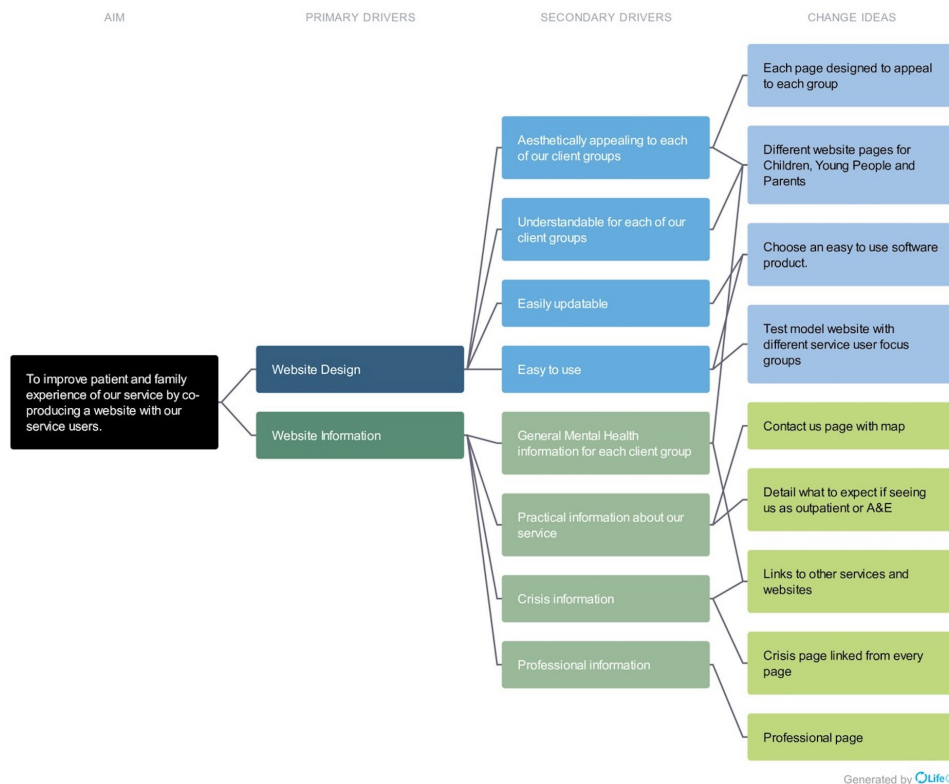 AIM
PRIMARY DRIVERS
SECONDARY DRIVERS
CHANGE IDEAS
To improve patient and family
experience of our service by co-
producing a website with our
service users.
Website Design
Website Information
Aesthetically appealing to each
of our client groups
Understandable for each of our
client groups
Easily updatable
Easy to use
General Mental Health
information for each client group
Practical information about our
service
Crisis information
Professional information
Each page designed to appeal
to each group
Different website pages for
Children, Young People and
Parents
Choose an easy to use software
product.
Test model website with
different service user focus
groups
Contact us page with map
Detail what to expect if seeing
us as outpatient or A&E
Links to other services and
websites
Crisis page linked from every
page
Professional page
Generated by Life